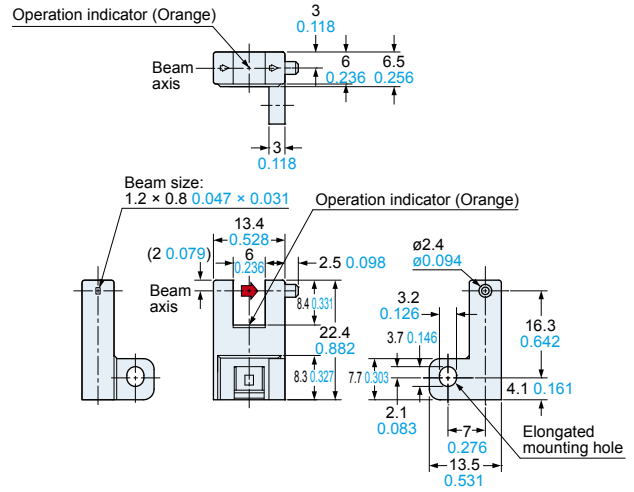 Operation indicator (Orange)
3
0.118
Beam
axis
6
0.236
6.5
0.256
3
0.118
Beam size:
1.2 × 0.8 0.047 × 0.031
Operation indicator (Orange)
13.4
0.528
(2 0.079)
6
0.236
2.5 0.098
Beam
axis
8.4 0.331
22.4
0.882
8.3 0.327
ø2.4
ø0.094
3.2
0.126
3.7 0.146
16.3
0.642
7.7 0.303
4.1 0.161
2.1
0.083
7
0.276
Elongated
mounting hole
13.5
0.531